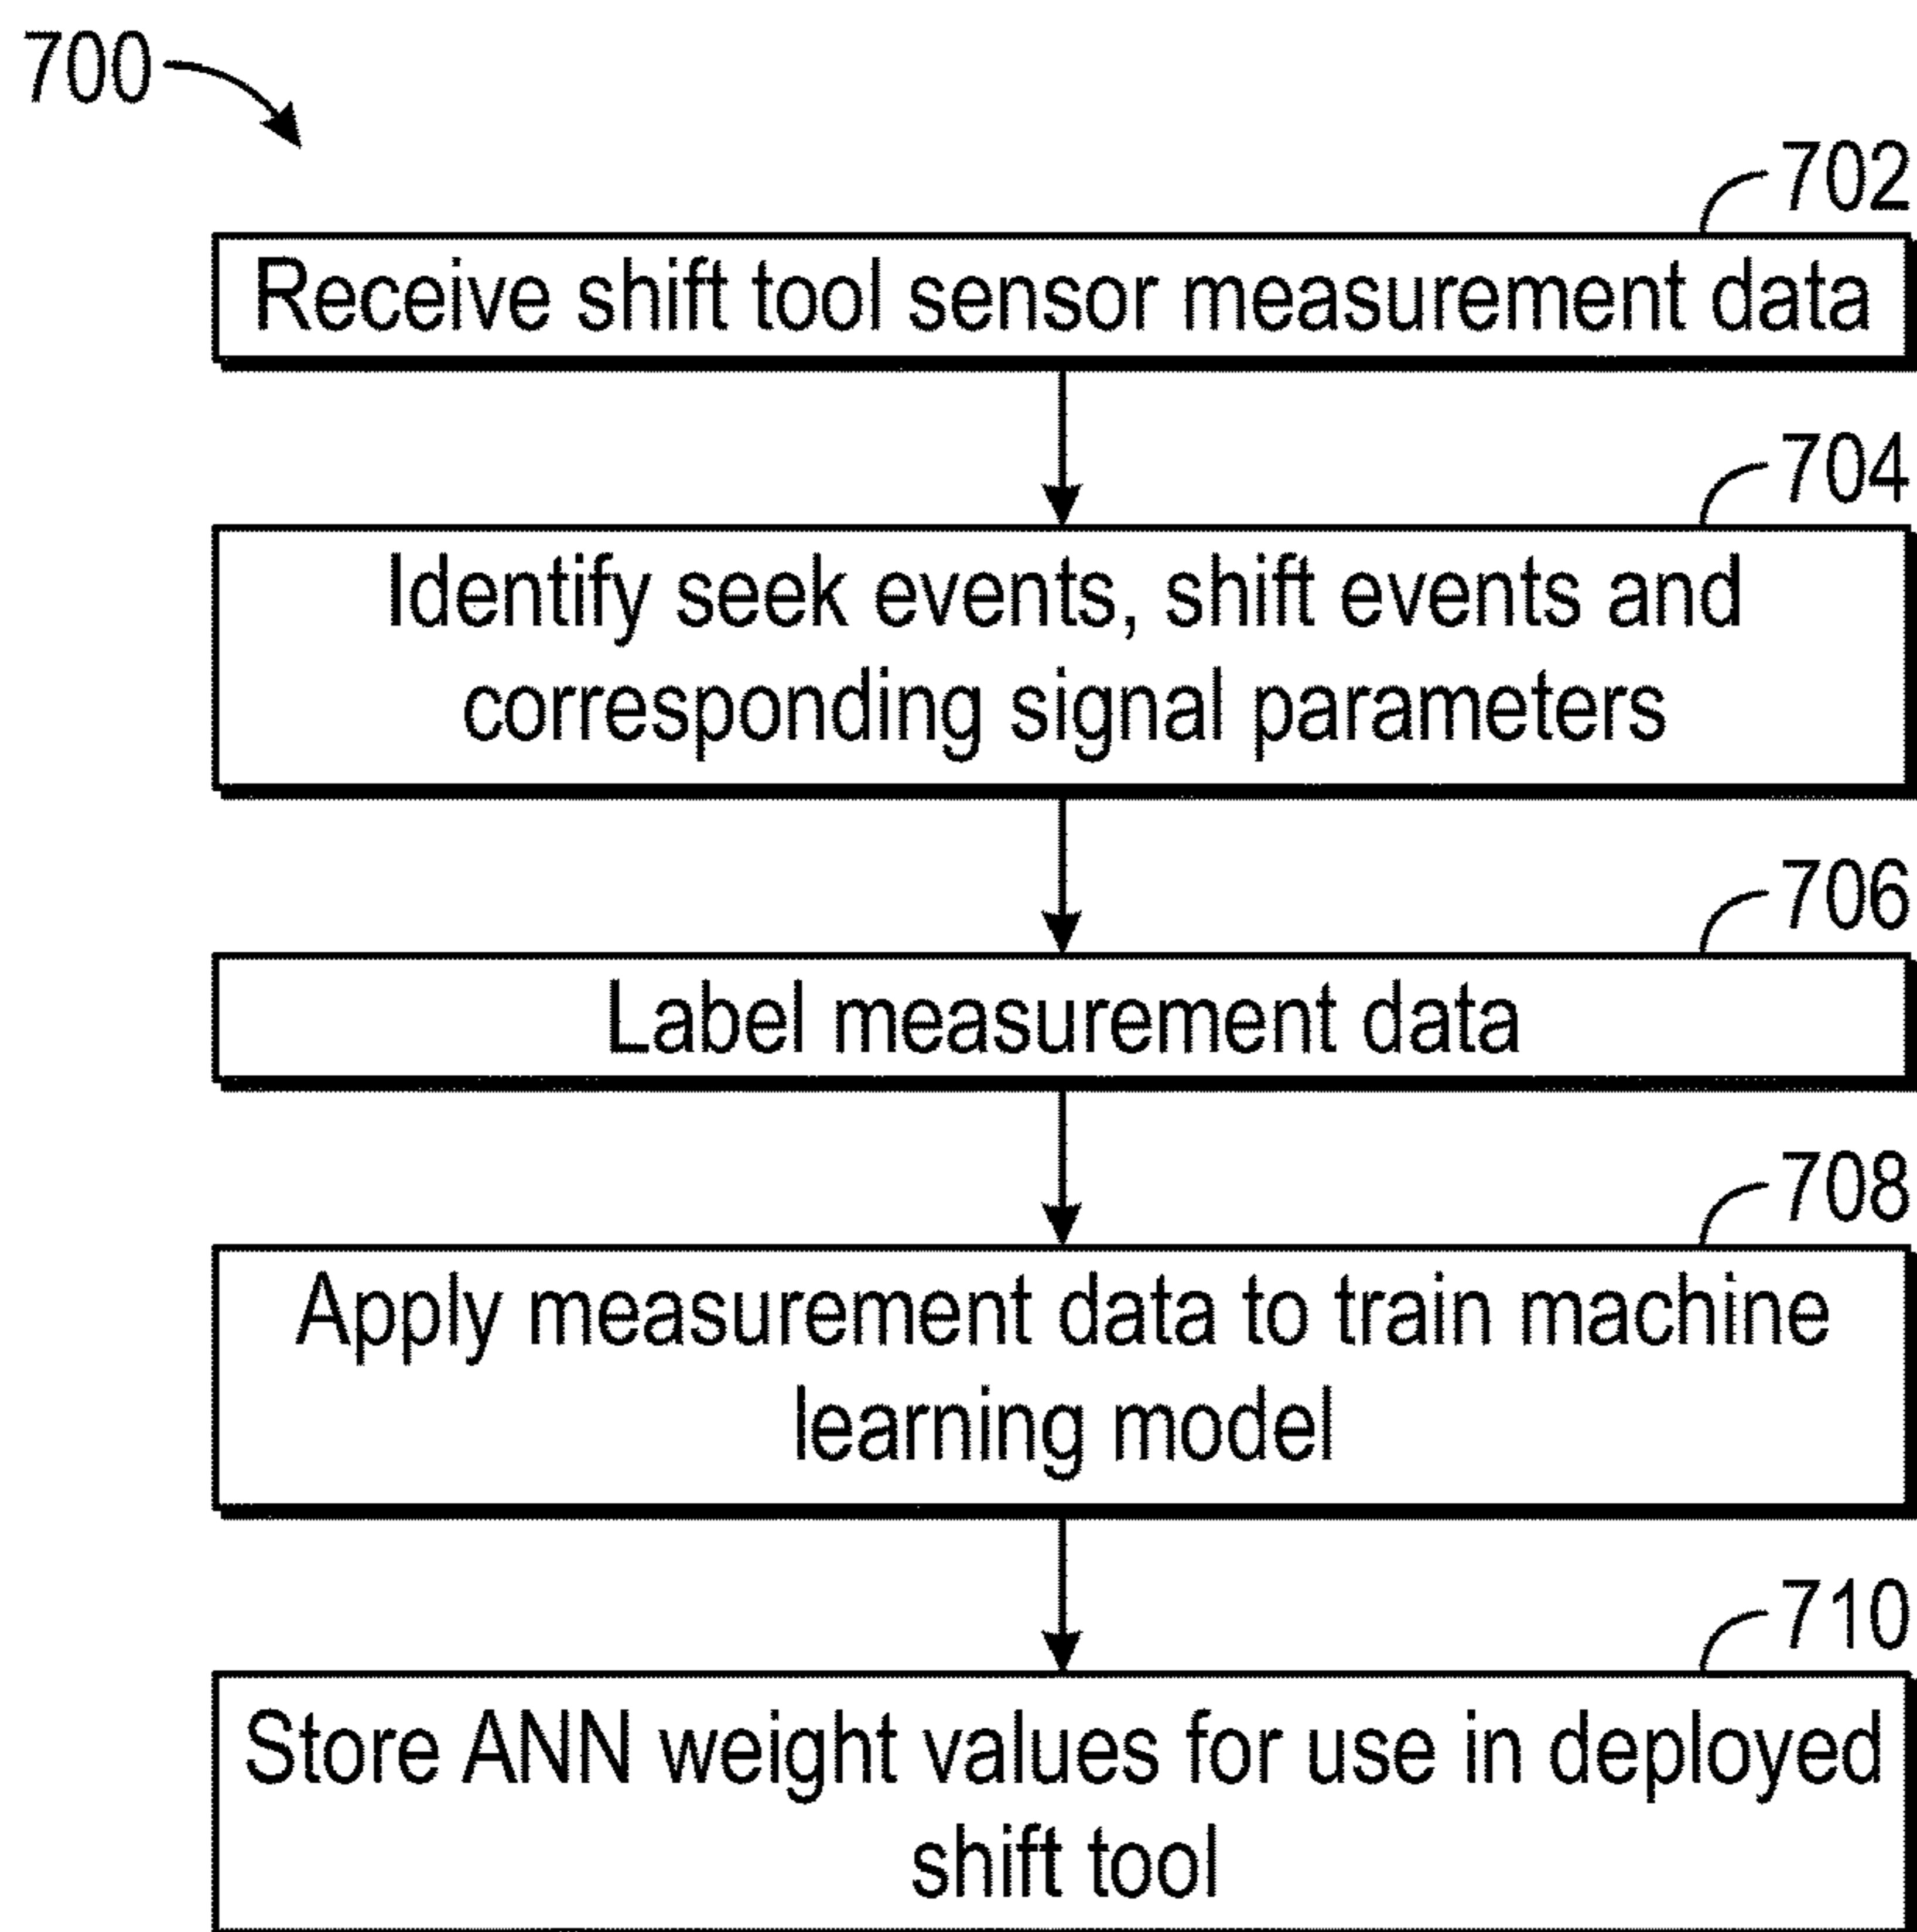 700
702
Receive shift tool sensor measurement data
704
Identify seek events, shift events and
corresponding signal parameters
706
Label measurement data
708
Apply measurement data to train machine
learning model
710
Store ANN weight values for use in deployed
shift tool